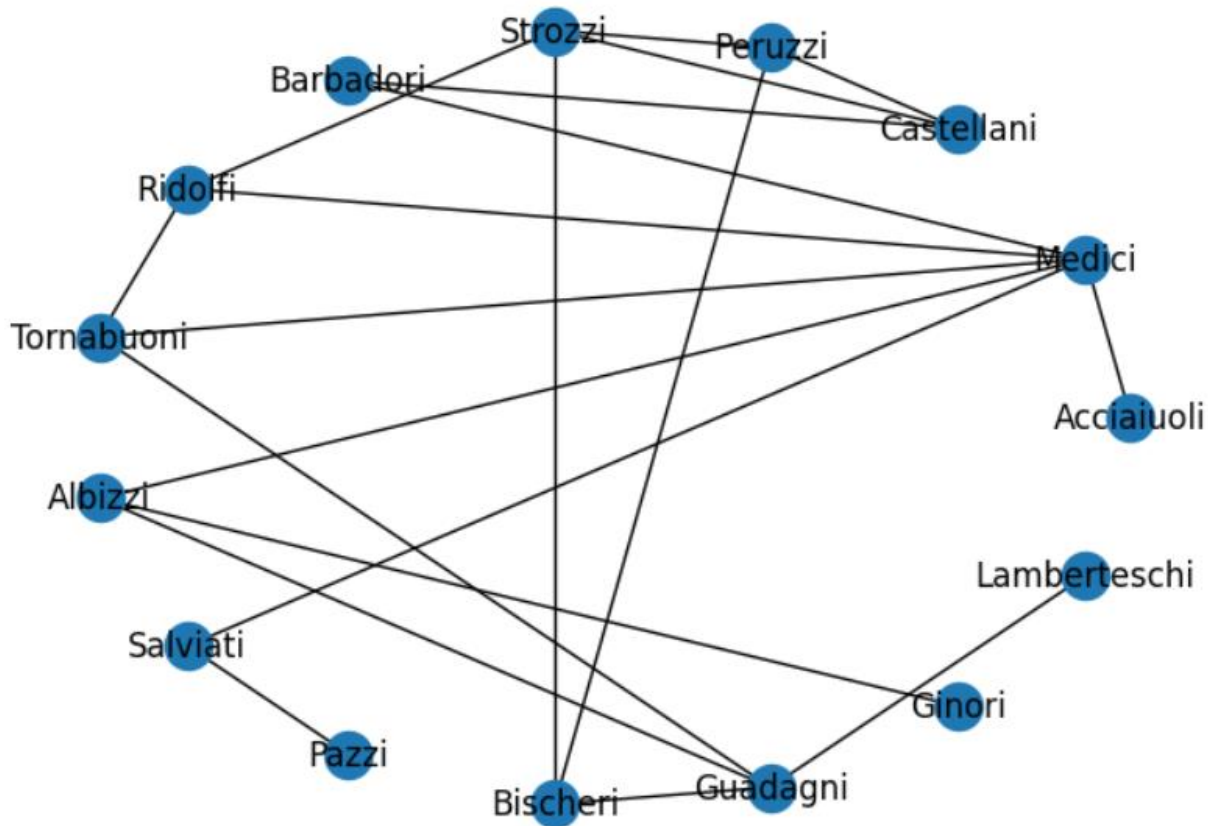 Strozzi
Peruzzi
Barbadori
Castellani
Ridolfi
Medici
Tornabuoni
Acciaiuoli
Albizzi
Lamberteschi
Salviati
Ginori
Pazzi
Guadagni
Bischeri